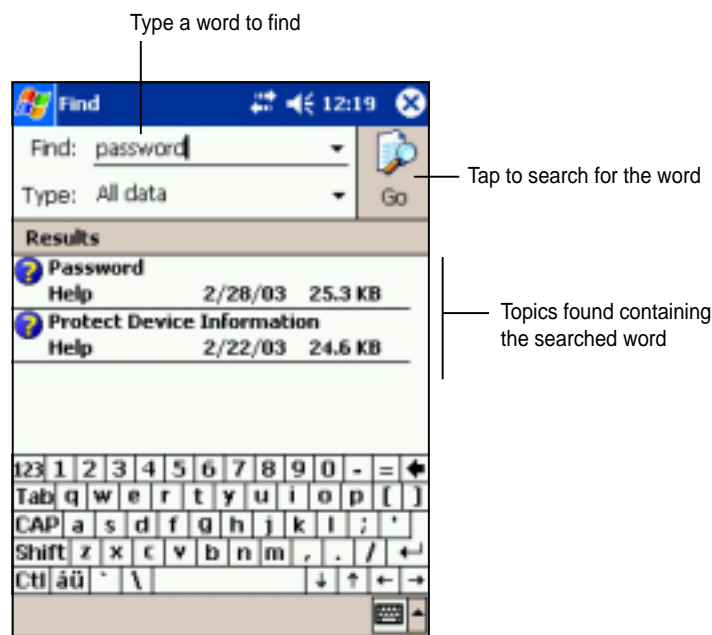 Type a word to find
Find 12:19
Find: password
Type: All data
Go
Tap to search for the word
Results
Password
Help 2/28/03 25.3 KB
Protect Device Information
Help 2/22/03 24.6 KB
Topics found containing
the searched word
123 1 2 3 4 5 6 7 8 9 0 - =
Tab q w e r t y u i o p [ ]
CAP a s d f g h j k l ; '
Shift z x c v b n m , . /
Ctl áü ` \